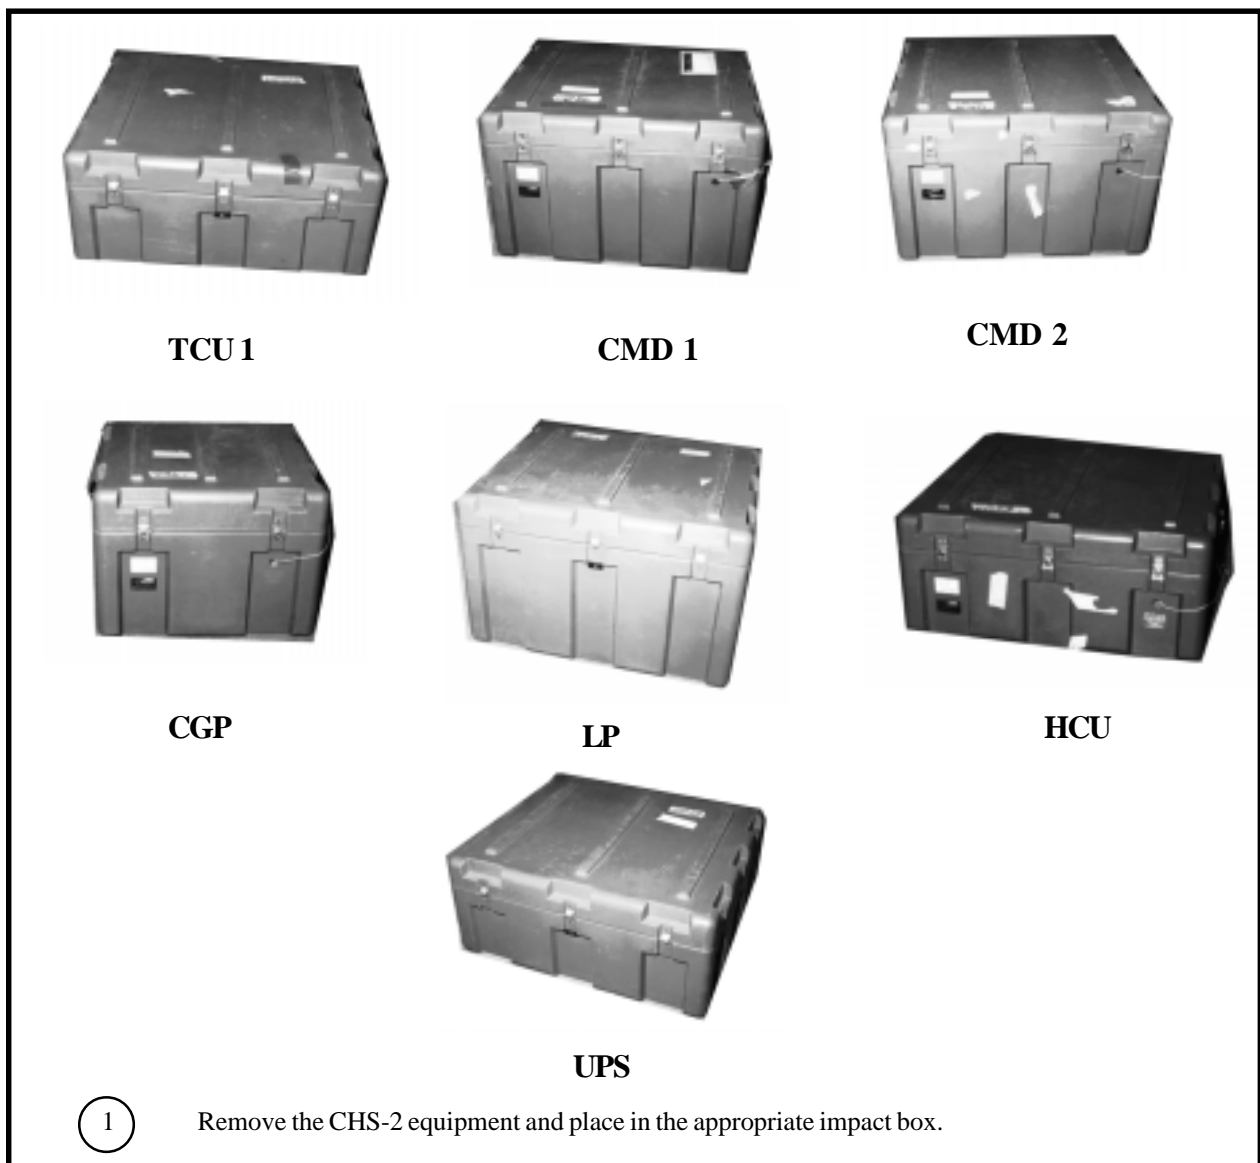 TCU 1
CMD 1
CMD 2
CGP
LP
HCU
UPS
1 Remove the CHS-2 equipment and place in the appropriate impact box.